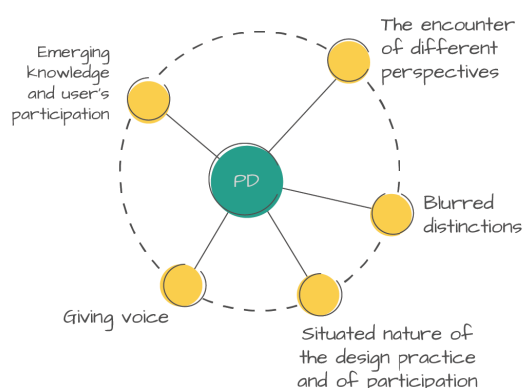 The encounter
of different
perspectives
Emerging
knowledge
and user's
participation
PD
Blurred
distinctions
Giving voice
Situated nature of
the design practice
and of participation